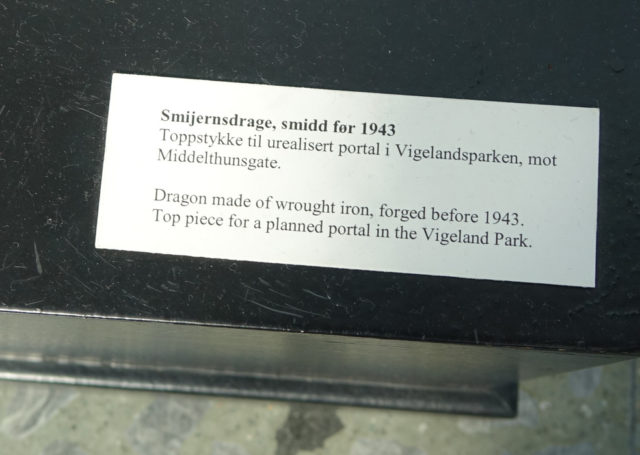 Smijernsdrage, smidd før 1943
Toppstykke til urealisert portal i Vigelandsparken, mot
Middelthunsgate.
Dragon made of wrought iron, forged before 1943.
Top piece for a planned portal in the Vigeland Park.